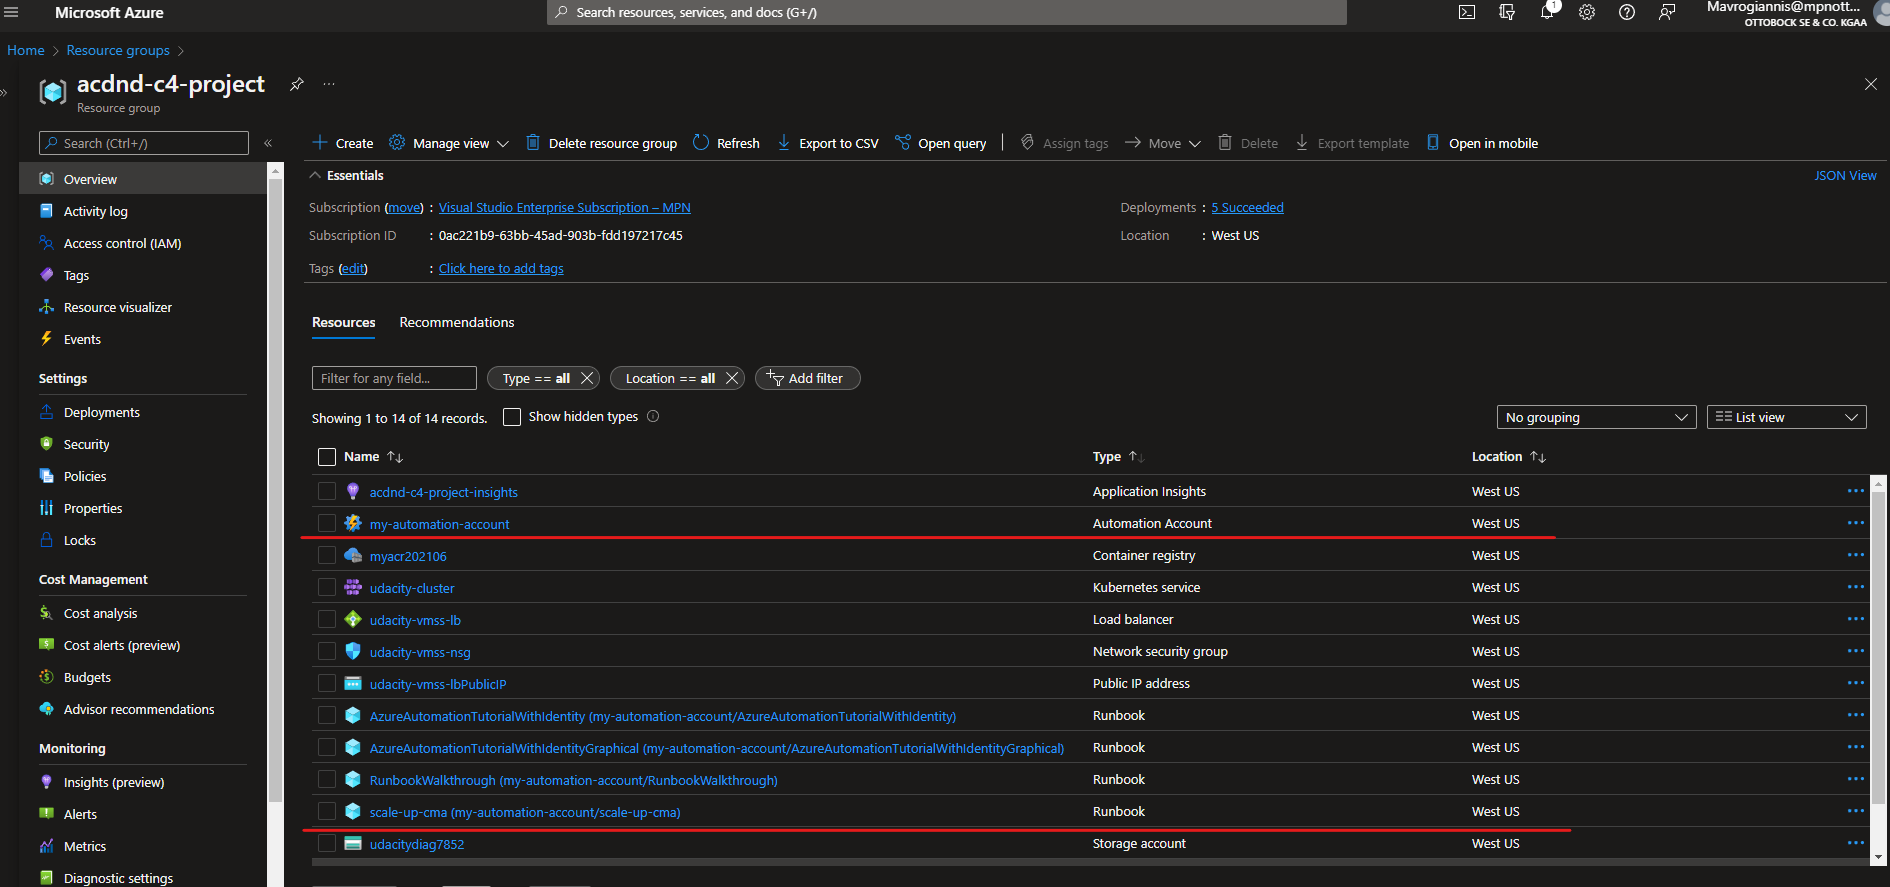 Microsoft Azure
Search resources, services, and docs (G+/)
1
Mavrogiannis@mpnott...
OTTOBOCK SE & CO. KGAA
Home > Resource groups >
acdnd-c4-project
Resource group
Search (Ctrl+/)
Create
Manage view
Delete resource group
Refresh
Export to CSV
Open query
Assign tags
Move
Delete
Export template
Open in mobile
Overview
Activity log
Access control (IAM)
Tags
Resource visualizer
Events
Settings
Deployments
Security
Policies
Properties
Locks
Cost Management
Cost analysis
Cost alerts (preview)
Budgets
Advisor recommendations
Monitoring
Insights (preview)
Alerts
Metrics
Diagnostic settings
Essentials
JSON View
Subscription (move) : Visual Studio Enterprise Subscription – MPN
Deployments : 5 Succeeded
Subscription ID : 0ac221b9-63bb-45ad-903b-fdd197217c45
Location : West US
Tags (edit) : Click here to add tags
Resources Recommendations
Filter for any field...
Type == all
Location == all
Add filter
Showing 1 to 14 of 14 records.
Show hidden types
No grouping
List view
Name Type Location
acdnd-c4-project-insights Application Insights West US
my-automation-account Automation Account West US
myacr202106 Container registry West US
udacity-cluster Kubernetes service West US
udacity-vmss-lb Load balancer West US
udacity-vmss-nsg Network security group West US
udacity-vmss-lbPublicIP Public IP address West US
AzureAutomationTutorialWithIdentity (my-automation-account/AzureAutomationTutorialWithIdentity) Runbook West US
AzureAutomationTutorialWithIdentityGraphical (my-automation-account/AzureAutomationTutorialWithIdentityGraphical) Runbook West US
RunbookWalkthrough (my-automation-account/RunbookWalkthrough) Runbook West US
scale-up-cma (my-automation-account/scale-up-cma) Runbook West US
udacitydiag7852 Storage account West US